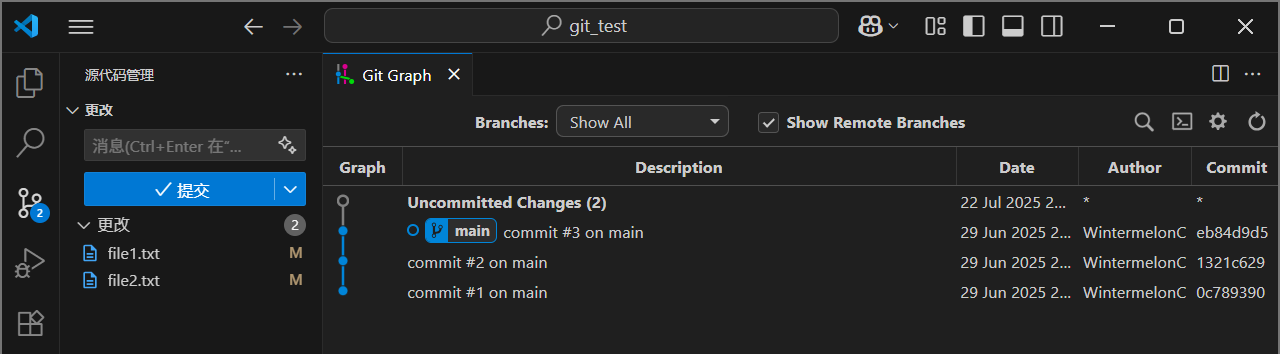 git_test
源代码管理
Git Graph
更改
Branches: Show All Show Remote Branches
消息(Ctrl+Enter 在“...
提交
更改 2
file1.txt M
file2.txt M
2
Graph Description Date Author Commit
Uncommitted Changes (2) 22 Jul 2025 2... * *
main commit #3 on main 29 Jun 2025 2... WintermelonC eb84d9d5
commit #2 on main 29 Jun 2025 2... WintermelonC 1321c629
commit #1 on main 29 Jun 2025 2... WintermelonC 0c789390